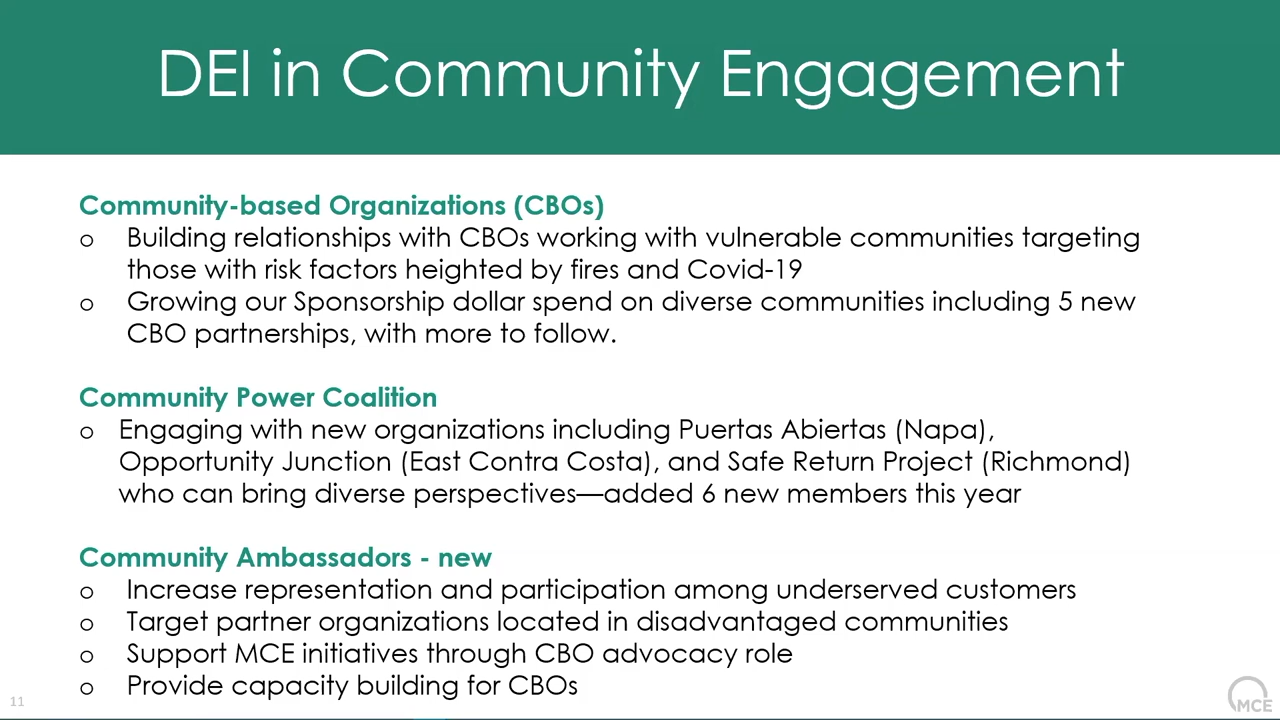 DEI in Community Engagement
Community-based Organizations (CBOs)
o Building relationships with CBOs working with vulnerable communities targeting
those with risk factors heighted by fires and Covid-19
o Growing our Sponsorship dollar spend on diverse communities including 5 new
CBO partnerships, with more to follow.
Community Power Coalition
o Engaging with new organizations including Puertas Abiertas (Napa),
Opportunity Junction (East Contra Costa), and Safe Return Project (Richmond)
who can bring diverse perspectives—added 6 new members this year
Community Ambassadors - new
o Increase representation and participation among underserved customers
o Target partner organizations located in disadvantaged communities
o Support MCE initiatives through CBO advocacy role
o Provide capacity building for CBOs
11
MCE